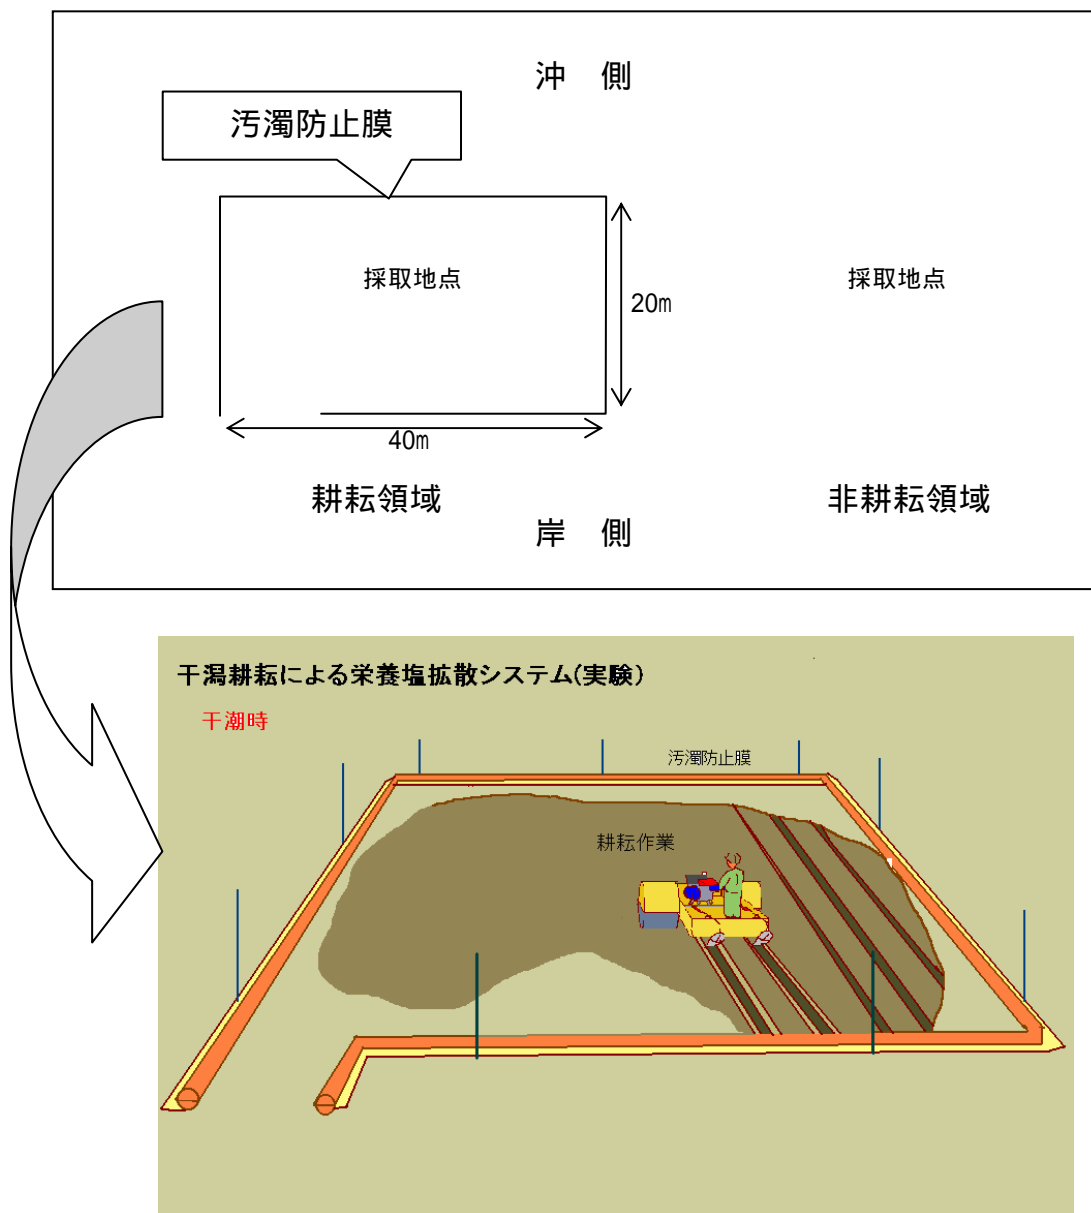 沖　側
汚濁防止膜
採取地点
採取地点
20㎡
40㎡
耕耘領域
非耕耘領域
岸　側
干潟耕耘による栄養塩拡散システム(実験)
干潮時
汚濁防止膜
耕耘作業